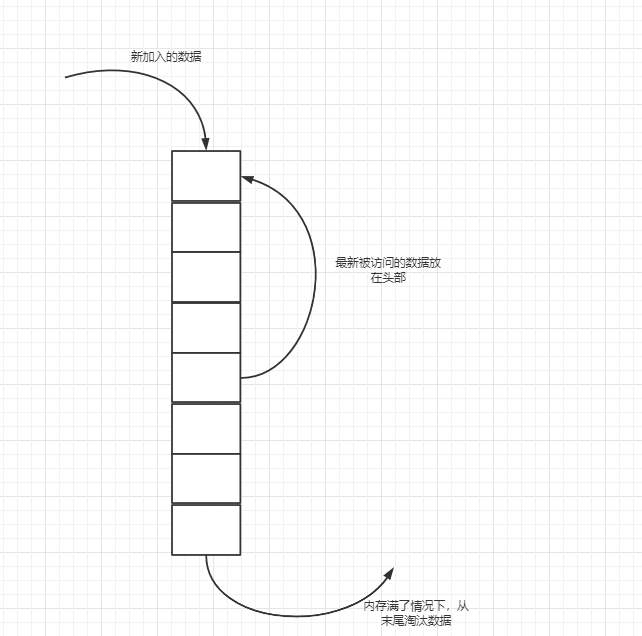 新加入的数据
最新被访问的数据放
在头部
内存满了情况下，从
末尾淘汰数据